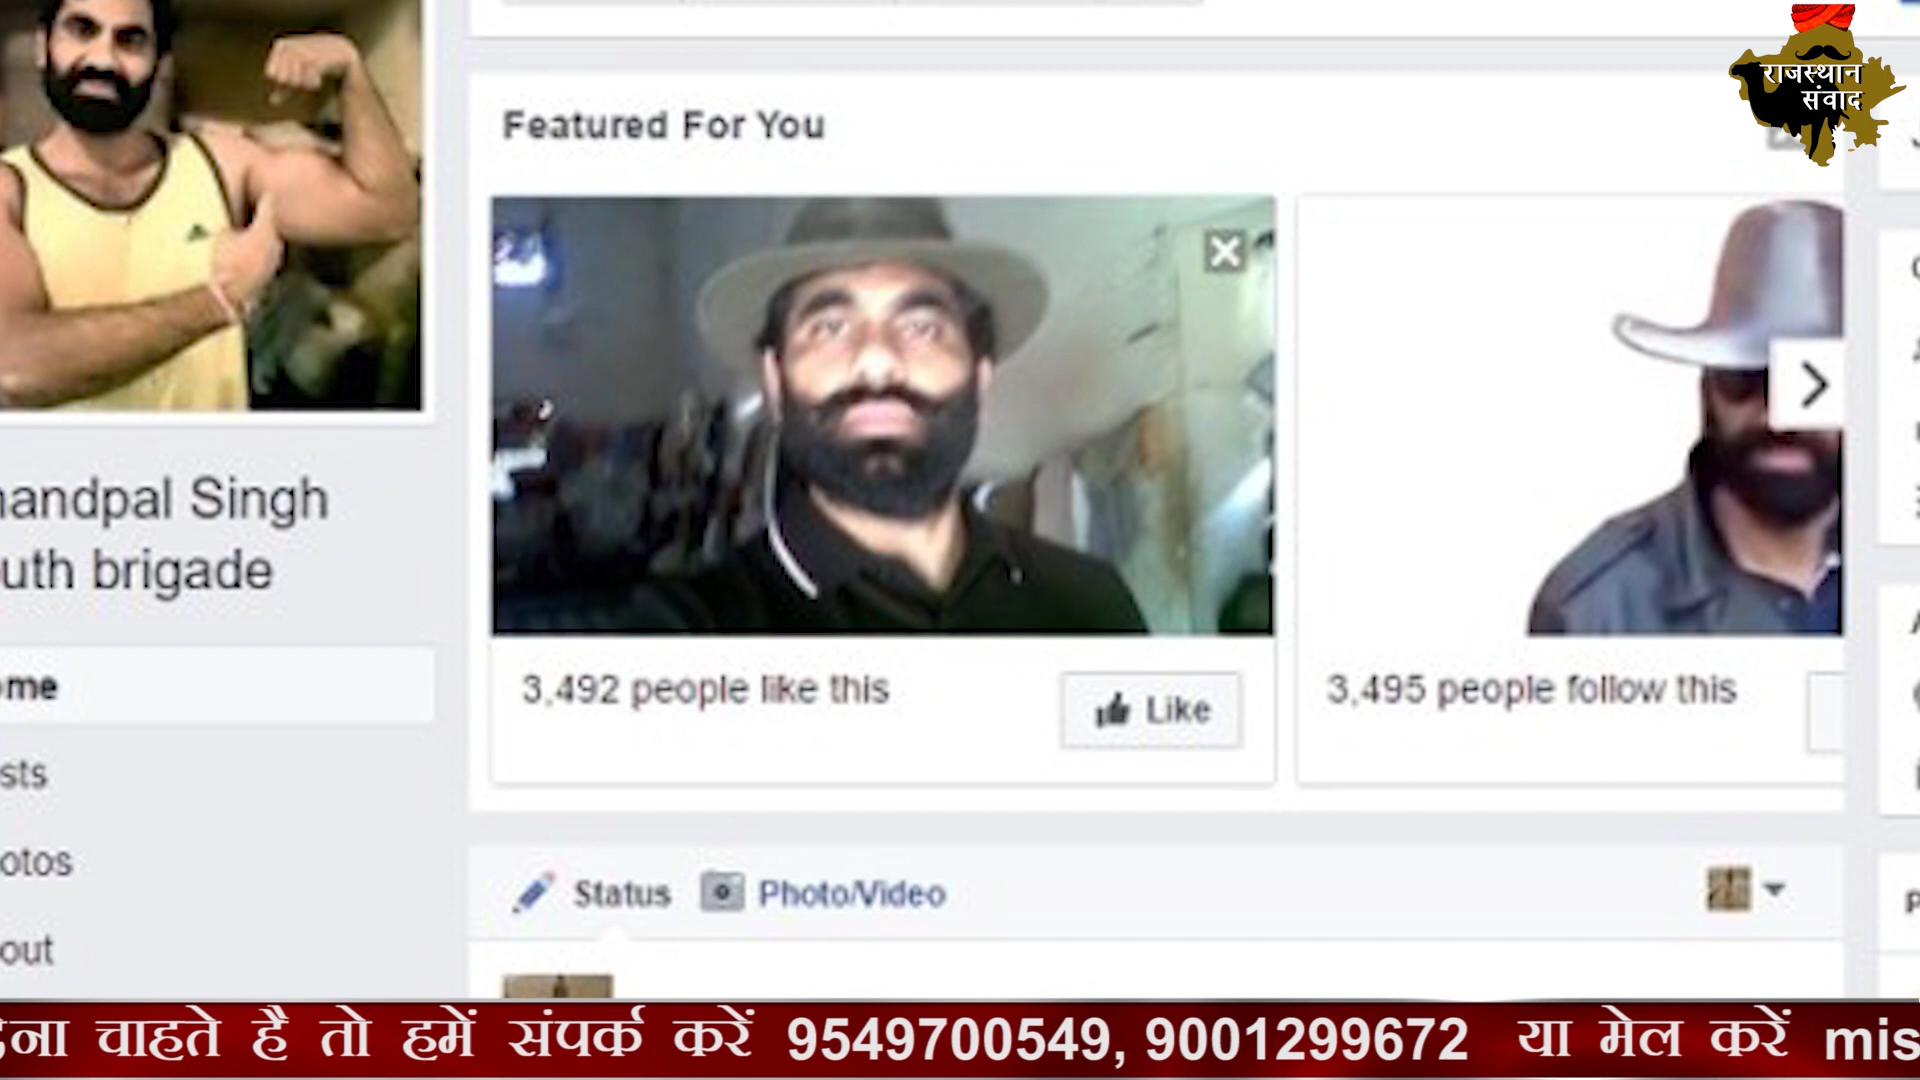 राजस्थान
संवाद
Featured For You
andpal Singh
uth brigade
me
sts
otos
out
3,492 people like this
Like
3,495 people follow this
Status
Photo/Video
चाहते है तो हमें संपर्क करें 9549700549, 9001299672 या मेल करें mis